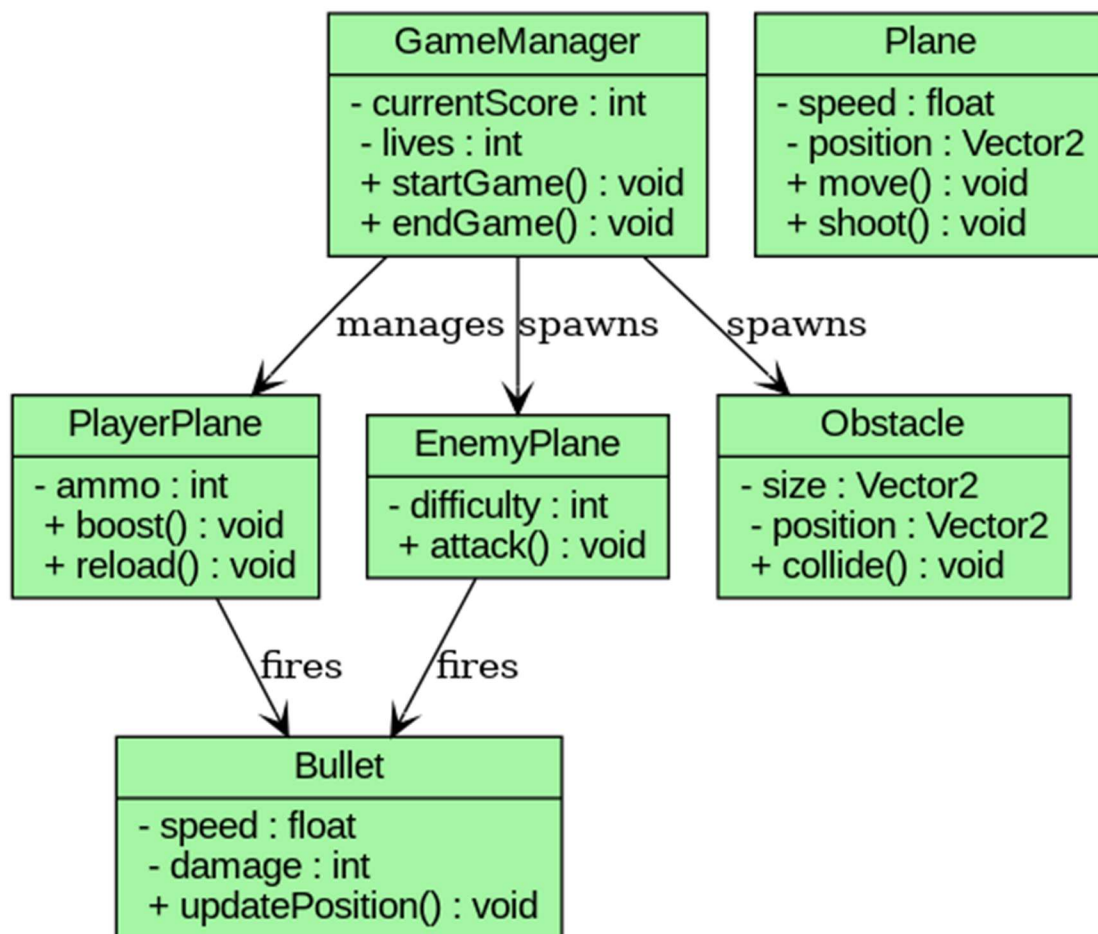 GameManager
- currentScore : int
- lives : int
+ startGame() : void
+ endGame() : void
Plane
- speed : float
- position : Vector2
+ move() : void
+ shoot() : void
manages
spawns
spawns
PlayerPlane
- ammo : int
+ boost() : void
+ reload() : void
EnemyPlane
- difficulty : int
+ attack() : void
Obstacle
- size : Vector2
- position : Vector2
+ collide() : void
fires
fires
Bullet
- speed : float
- damage : int
+ updatePosition() : void